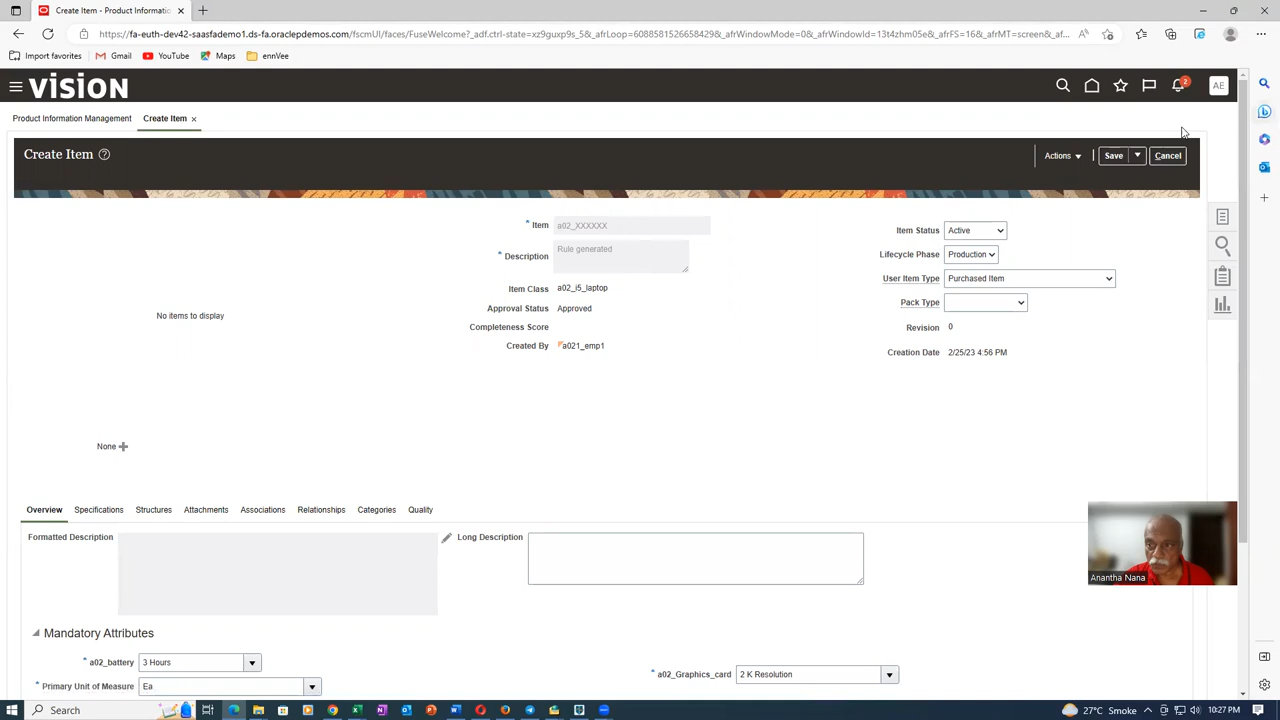 Create Item - Product Informatio
https://fa-euth-dev42-saasfademo1.ds-fa.oraclepdemos.com/fscmUI/faces/FuseWelcome?_adf.ctrl-state=xz9guxp9s_5&_afrLoop=6088581526658429&_afrWindowMode=0&_afrWindowId=13t4zhm05e&_afrFS=16&_afrMT=screen&_a...
Import favorites
Gmail
YouTube
Maps
ennVee
VISION
2
AE
Product Information Management
Create Item
Create Item
Actions
Save
Cancel
* Item
a02_XXXXXX
* Description
Rule generated
Item Class
a02_i5_laptop
Approval Status
Approved
Completeness Score
Created By
a021_emp1
Item Status
Active
Lifecycle Phase
Production
User Item Type
Purchased Item
Pack Type
Revision
0
Creation Date
2/25/23 4:56 PM
No items to display
None
Overview
Specifications
Structures
Attachments
Associations
Relationships
Categories
Quality
Formatted Description
Long Description
Anantha Nana
Mandatory Attributes
* a02_battery
3 Hours
* a02_Graphics_card
2 K Resolution
* Primary Unit of Measure
Ea
Search
27°C Smoke
10:27 PM